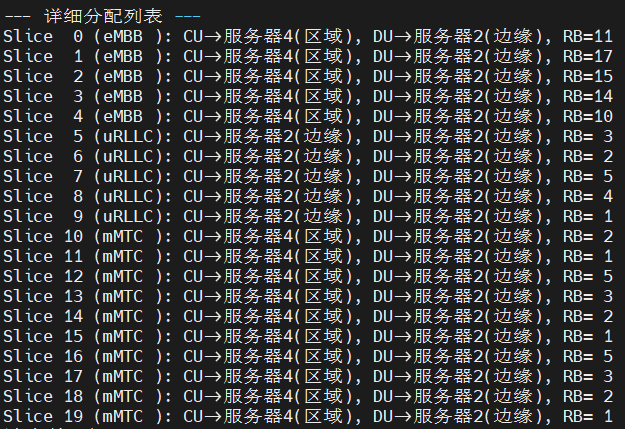 --- 详细分配列表 ---
Slice  0 (eMBB ): CU→服务器4(区域), DU→服务器2(边缘), RB=11
Slice  1 (eMBB ): CU→服务器4(区域), DU→服务器2(边缘), RB=17
Slice  2 (eMBB ): CU→服务器4(区域), DU→服务器2(边缘), RB=15
Slice  3 (eMBB ): CU→服务器4(区域), DU→服务器2(边缘), RB=14
Slice  4 (eMBB ): CU→服务器4(区域), DU→服务器2(边缘), RB=10
Slice  5 (uRLLC): CU→服务器2(边缘), DU→服务器2(边缘), RB= 3
Slice  6 (uRLLC): CU→服务器2(边缘), DU→服务器2(边缘), RB= 2
Slice  7 (uRLLC): CU→服务器2(边缘), DU→服务器2(边缘), RB= 5
Slice  8 (uRLLC): CU→服务器2(边缘), DU→服务器2(边缘), RB= 4
Slice  9 (uRLLC): CU→服务器2(边缘), DU→服务器2(边缘), RB= 1
Slice 10 (mMTC ): CU→服务器4(区域), DU→服务器2(边缘), RB= 2
Slice 11 (mMTC ): CU→服务器4(区域), DU→服务器2(边缘), RB= 1
Slice 12 (mMTC ): CU→服务器4(区域), DU→服务器2(边缘), RB= 5
Slice 13 (mMTC ): CU→服务器4(区域), DU→服务器2(边缘), RB= 3
Slice 14 (mMTC ): CU→服务器4(区域), DU→服务器2(边缘), RB= 2
Slice 15 (mMTC ): CU→服务器4(区域), DU→服务器2(边缘), RB= 1
Slice 16 (mMTC ): CU→服务器4(区域), DU→服务器2(边缘), RB= 5
Slice 17 (mMTC ): CU→服务器4(区域), DU→服务器2(边缘), RB= 3
Slice 18 (mMTC ): CU→服务器4(区域), DU→服务器2(边缘), RB= 2
Slice 19 (mMTC ): CU→服务器4(区域), DU→服务器2(边缘), RB= 1